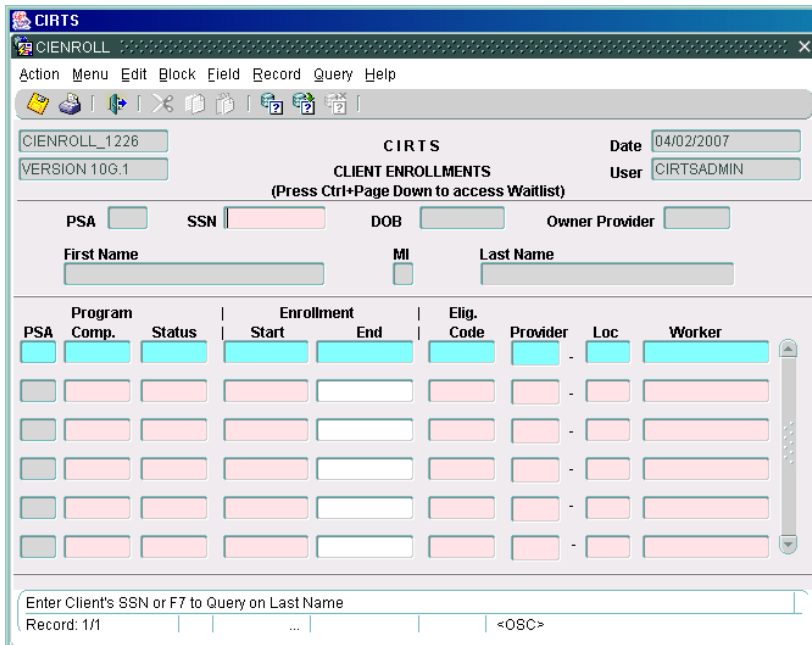 CIRTS
CIENROLL
Action Menu Edit Block Field Record Query Help
CIENROLL_1226 CIRTS Date 04/02/2007
VERSION 10G.1 CLIENT ENROLLMENTS User CIRTSADMIN
(Press Ctrl+Page Down to access Waitlist)
PSA SSN DOB Owner Provider
First Name MI Last Name
Program | Enrollment | Elig.
PSA Comp. Status | Start End | Code Provider Loc Worker
-
-
-
-
-
-
Enter Client's SSN or F7 to Query on Last Name
Record: 1/1 ... <OSC>